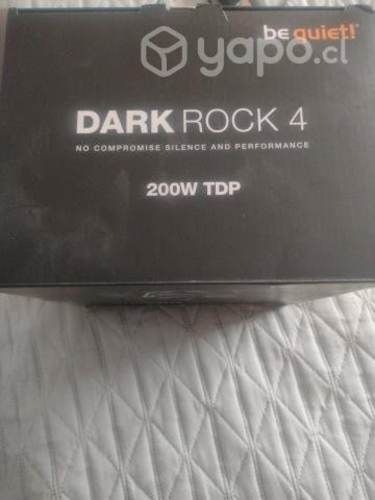 be quiet!
yapo.cl
DARK ROCK 4
NO COMPROMISE SILENCE AND PERFORMANCE
200W TDP